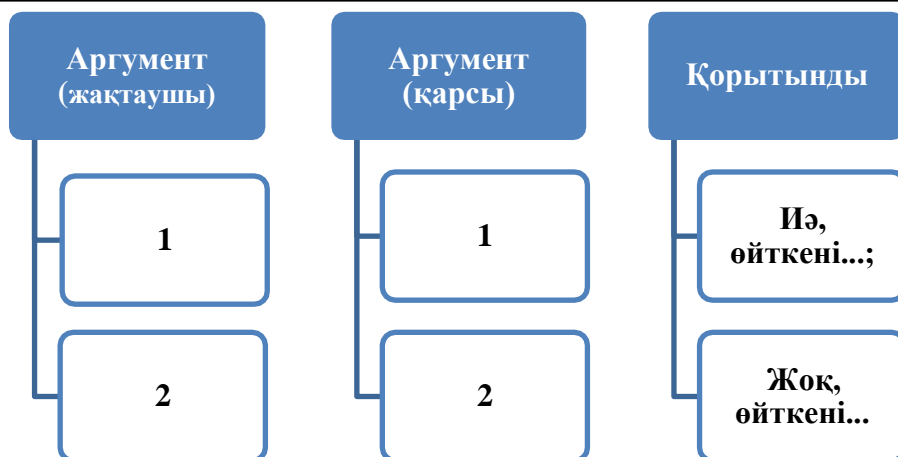 Аргумент
(жақтаушы)
1
2
Аргумент
(қарсы)
1
2
Қорытынды
Иә,
өйткені...;
Жоқ,
өйткені...